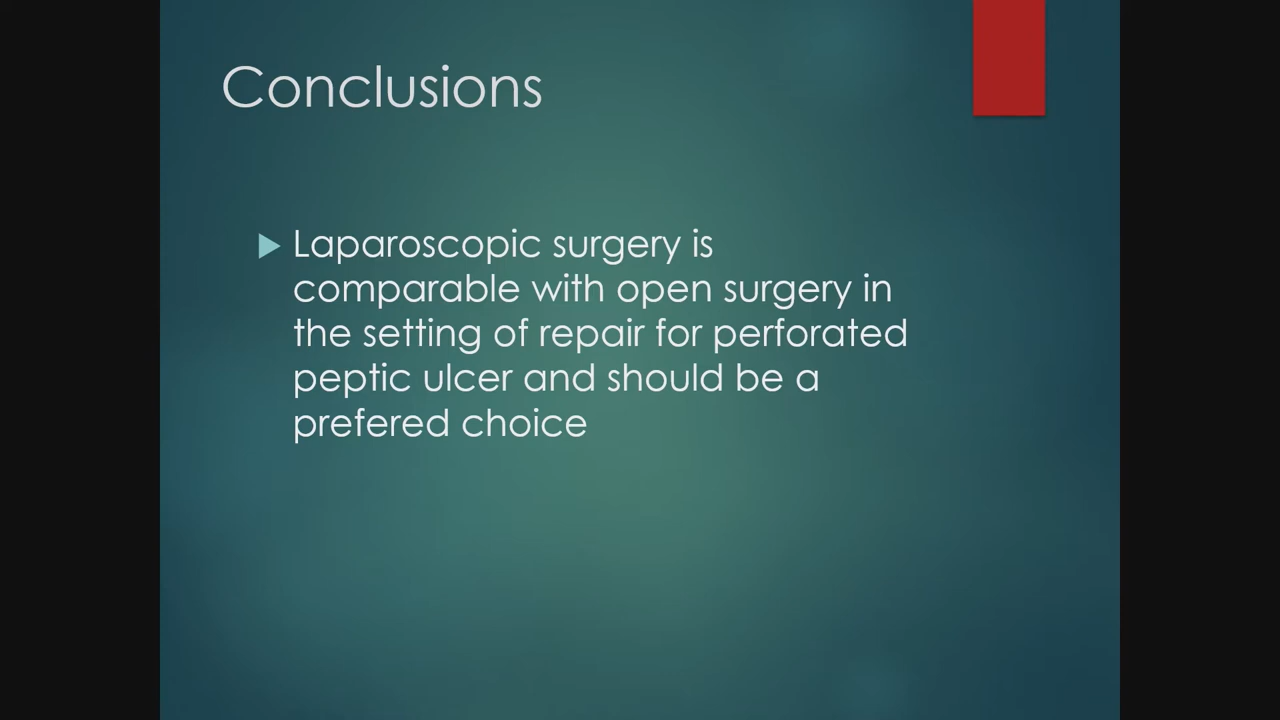 Conclusions
Laparoscopic surgery is
comparable with open surgery in
the setting of repair for perforated
peptic ulcer and should be a
prefered choice